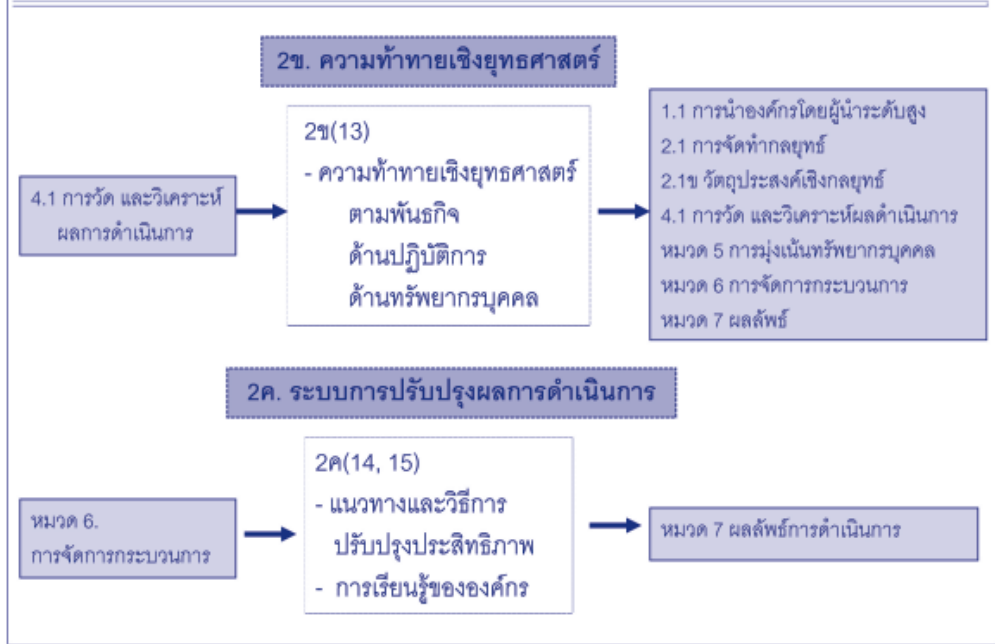 2ข. ความท้าทายเชิงยุทธศาสตร์
4.1 การวัด และวิเคราะห์
ผลการดำเนินการ
2ข(13)
- ความท้าทายเชิงยุทธศาสตร์
ตามพันธกิจ
ด้านปฏิบัติการ
ด้านทรัพยากรบุคคล
1.1 การนำองค์กรโดยผู้นำระดับสูง
2.1 การจัดทำกลยุทธ์
2.1ข วัตถุประสงค์เชิงกลยุทธ์
4.1 การวัด และวิเคราะห์ผลดำเนินการ
หมวด 5 การมุ่งเน้นทรัพยากรบุคคล
หมวด 6 การจัดการกระบวนการ
หมวด 7 ผลลัพธ์
2ค. ระบบการปรับปรุงผลการดำเนินการ
หมวด 6.
การจัดการกระบวนการ
2ค(14, 15)
- แนวทางและวิธีการ
ปรับปรุงประสิทธิภาพ
- การเรียนรู้ขององค์กร
หมวด 7 ผลลัพธ์การดำเนินการ